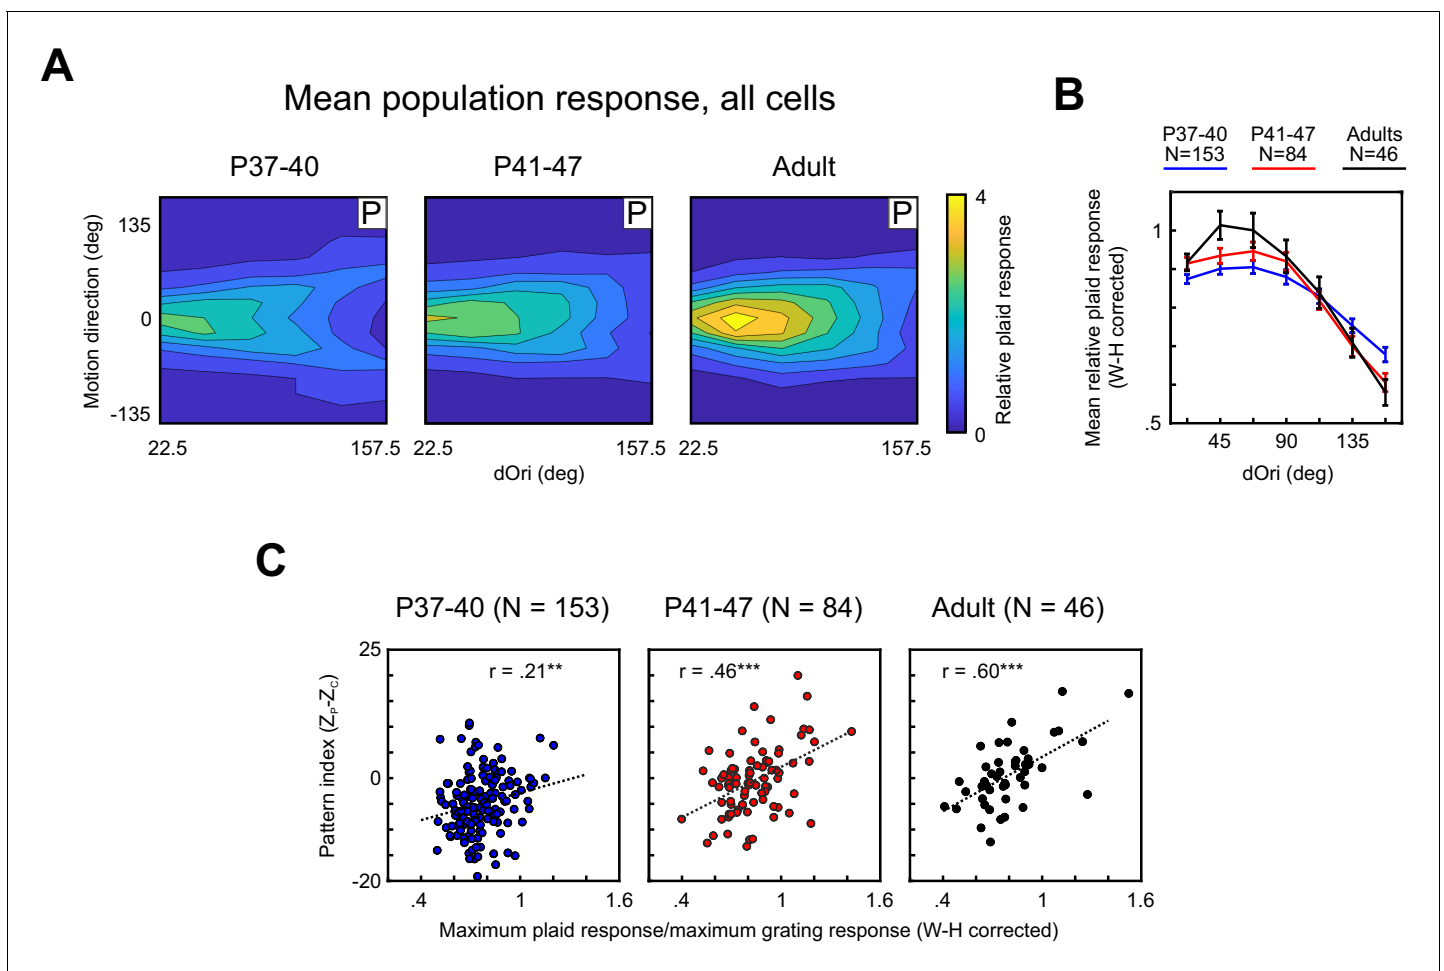 A
Mean population response, all cells
P37-40
P41-47
Adult
P
P
P
Motion direction (deg)
135
0
-135
22.5
157.5
22.5
157.5
22.5
157.5
dOri (deg)
4
0
Relative plaid response
B
P37-40
N=153
P41-47
N=84
Adults
N=46
Mean relative plaid response
(W-H corrected)
1
.5
45
90
135
dOri (deg)
C
P37-40 (N = 153)
P41-47 (N = 84)
Adult (N = 46)
Pattern index (ZP-ZC)
25
0
-20
r = .21**
r = .46***
r = .60***
.4
1
1.6
.4
1
1.6
.4
1
1.6
Maximum plaid response/maximum grating response (W-H corrected)